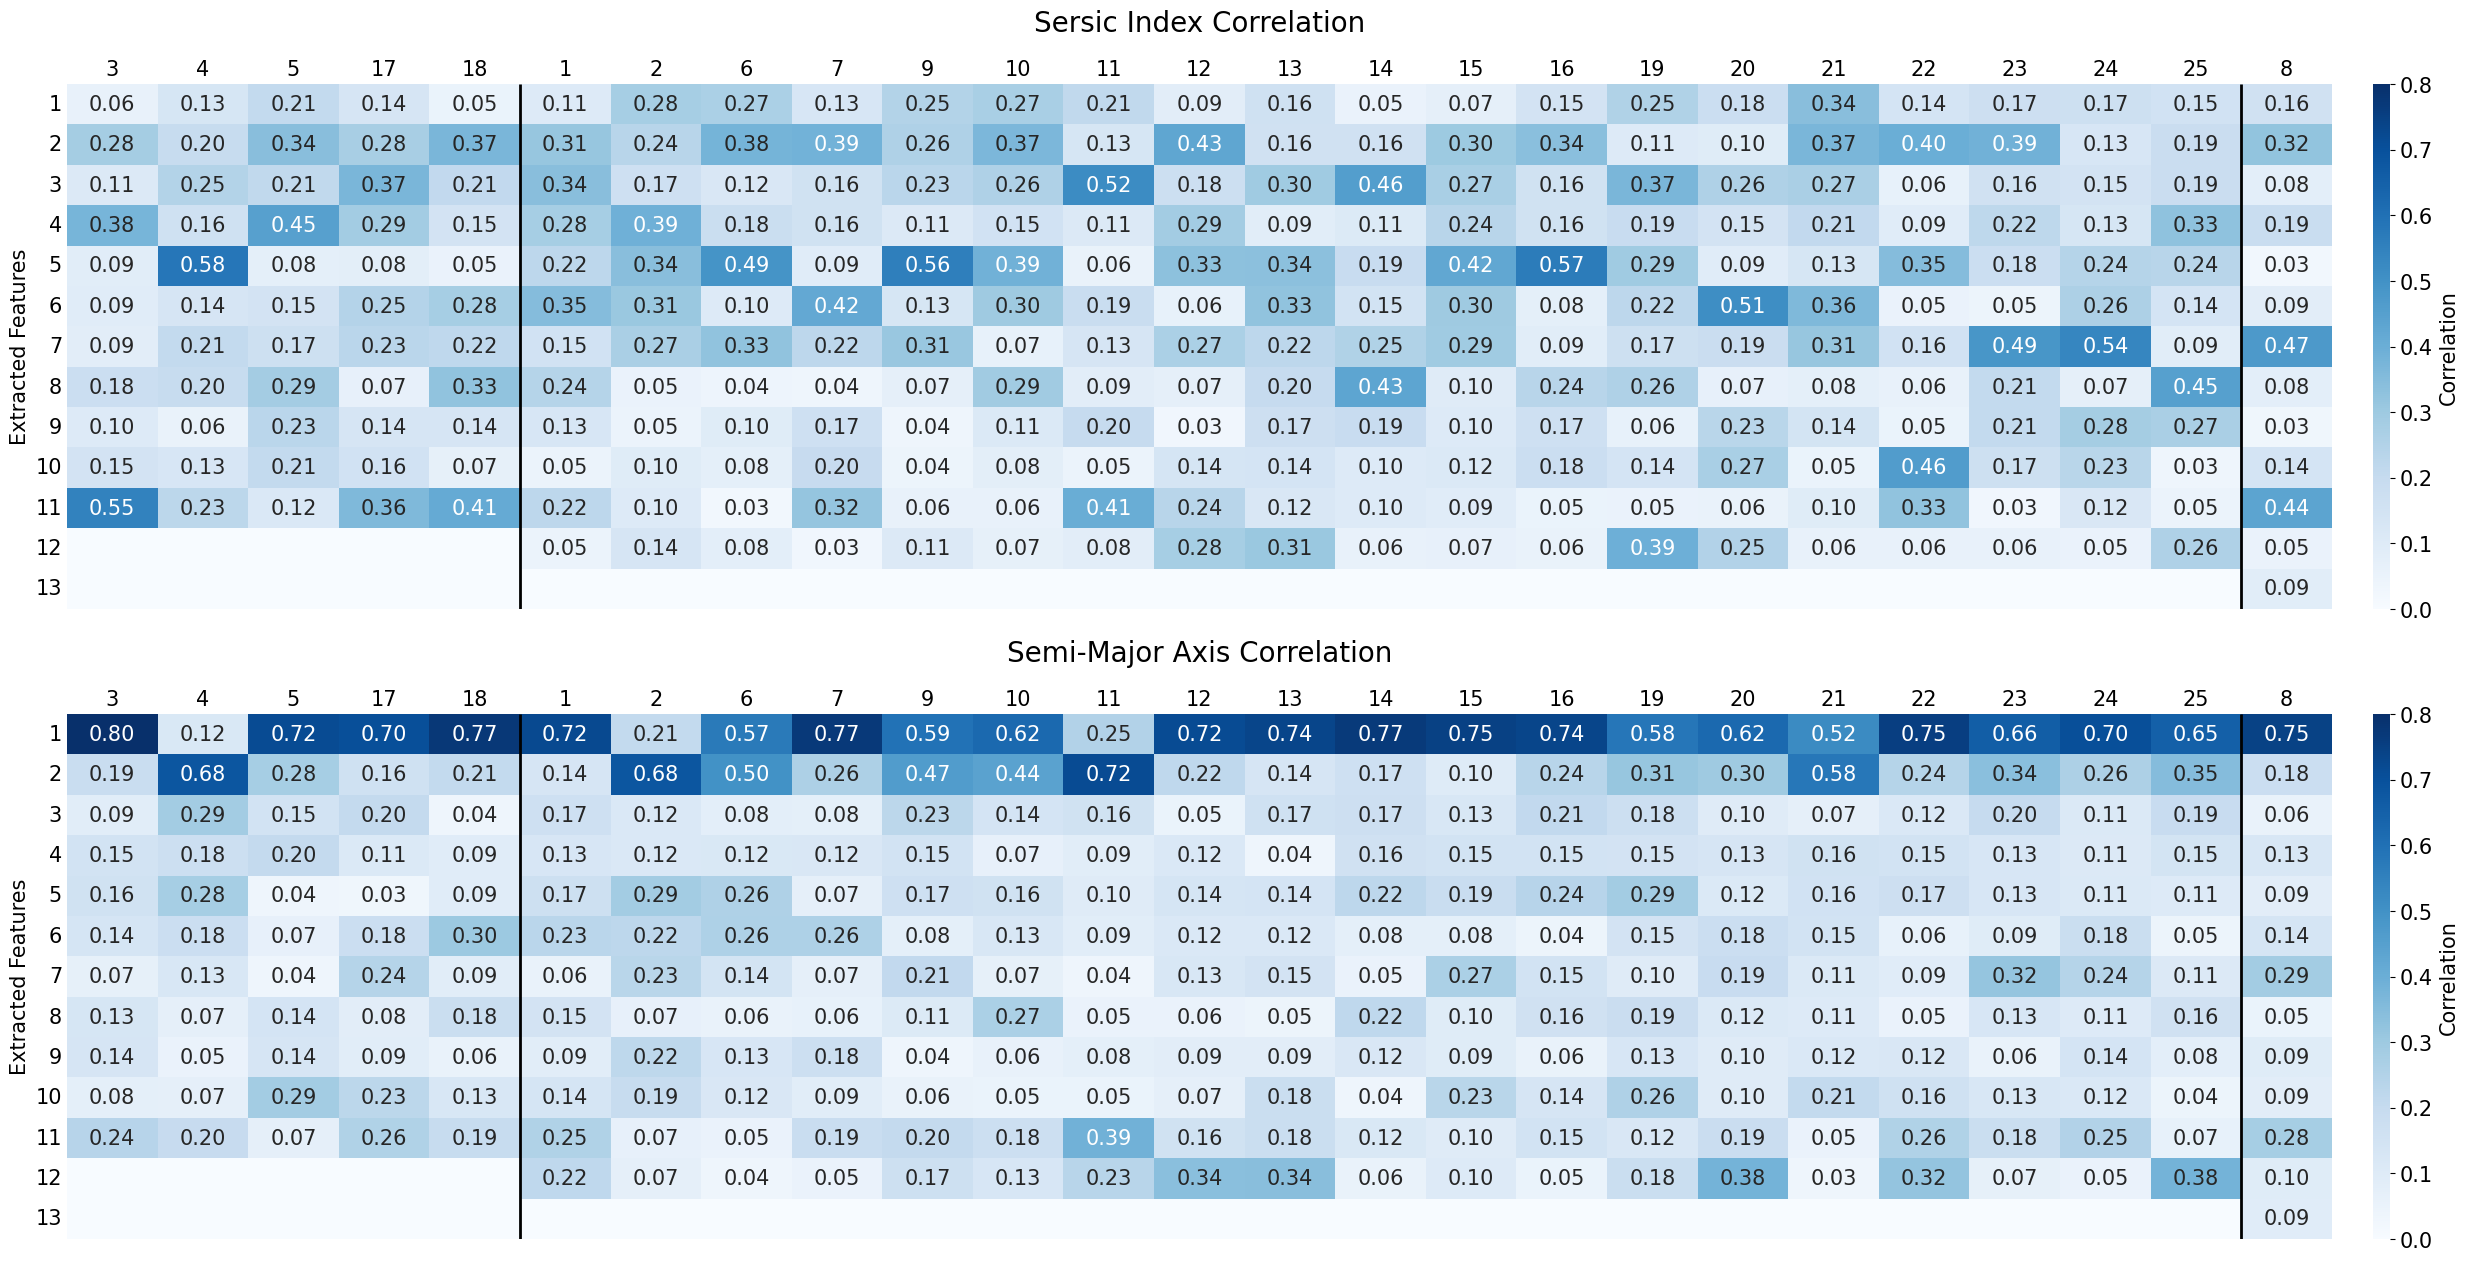 Sersic Index Correlation
3 4 5 17 18 1 2 6 7 9 10 11 12 13 14 15 16 19 20 21 22 23 24 25 8
1 0.06 0.13 0.21 0.14 0.05 0.11 0.28 0.27 0.13 0.25 0.27 0.21 0.09 0.16 0.05 0.07 0.15 0.25 0.18 0.34 0.14 0.17 0.17 0.15 0.16
2 0.28 0.20 0.34 0.28 0.37 0.31 0.24 0.38 0.39 0.26 0.37 0.13 0.43 0.16 0.16 0.30 0.34 0.11 0.10 0.37 0.40 0.39 0.13 0.19 0.32
3 0.11 0.25 0.21 0.37 0.21 0.34 0.17 0.12 0.16 0.23 0.26 0.52 0.18 0.30 0.46 0.27 0.16 0.37 0.26 0.27 0.06 0.16 0.15 0.19 0.08
4 0.38 0.16 0.45 0.29 0.15 0.28 0.39 0.18 0.16 0.11 0.15 0.11 0.29 0.09 0.11 0.24 0.16 0.19 0.15 0.21 0.09 0.22 0.13 0.33 0.19
5 0.09 0.58 0.08 0.08 0.05 0.22 0.34 0.49 0.09 0.56 0.39 0.06 0.33 0.34 0.19 0.42 0.57 0.29 0.09 0.13 0.35 0.18 0.24 0.24 0.03
6 0.09 0.14 0.15 0.25 0.28 0.35 0.31 0.10 0.42 0.13 0.30 0.19 0.06 0.33 0.15 0.30 0.08 0.22 0.51 0.36 0.05 0.05 0.26 0.14 0.09
7 0.09 0.21 0.17 0.23 0.22 0.15 0.27 0.33 0.22 0.31 0.07 0.13 0.27 0.22 0.25 0.29 0.09 0.17 0.19 0.31 0.16 0.49 0.54 0.09 0.47
8 0.18 0.20 0.29 0.07 0.33 0.24 0.05 0.04 0.04 0.07 0.29 0.09 0.07 0.20 0.43 0.10 0.24 0.26 0.07 0.08 0.06 0.21 0.07 0.45 0.08
9 0.10 0.06 0.23 0.14 0.14 0.13 0.05 0.10 0.17 0.04 0.11 0.20 0.03 0.17 0.19 0.10 0.17 0.06 0.23 0.14 0.05 0.21 0.28 0.27 0.03
10 0.15 0.13 0.21 0.16 0.07 0.05 0.10 0.08 0.20 0.04 0.08 0.05 0.14 0.14 0.10 0.12 0.18 0.14 0.27 0.05 0.46 0.17 0.23 0.03 0.14
11 0.55 0.23 0.12 0.36 0.41 0.22 0.10 0.03 0.32 0.06 0.06 0.41 0.24 0.12 0.10 0.09 0.05 0.05 0.06 0.10 0.33 0.03 0.12 0.05 0.44
12 0.05 0.14 0.08 0.03 0.11 0.07 0.08 0.28 0.31 0.06 0.07 0.06 0.39 0.25 0.06 0.06 0.06 0.05 0.26 0.05
13 0.09
Extracted Features
0.8
0.7
0.6
0.5
0.4
0.3
0.2
0.1
0.0
Correlation
Semi-Major Axis Correlation
3 4 5 17 18 1 2 6 7 9 10 11 12 13 14 15 16 19 20 21 22 23 24 25 8
1 0.80 0.12 0.72 0.70 0.77 0.72 0.21 0.57 0.77 0.59 0.62 0.25 0.72 0.74 0.77 0.75 0.74 0.58 0.62 0.52 0.75 0.66 0.70 0.65 0.75
2 0.19 0.68 0.28 0.16 0.21 0.14 0.68 0.50 0.26 0.47 0.44 0.72 0.22 0.14 0.17 0.10 0.24 0.31 0.30 0.58 0.24 0.34 0.26 0.35 0.18
3 0.09 0.29 0.15 0.20 0.04 0.17 0.12 0.08 0.08 0.23 0.14 0.16 0.05 0.17 0.17 0.13 0.21 0.18 0.10 0.07 0.12 0.20 0.11 0.19 0.06
4 0.15 0.18 0.20 0.11 0.09 0.13 0.12 0.12 0.12 0.15 0.07 0.09 0.12 0.04 0.16 0.15 0.15 0.15 0.13 0.16 0.15 0.13 0.11 0.15 0.13
5 0.16 0.28 0.04 0.03 0.09 0.17 0.29 0.26 0.07 0.17 0.16 0.10 0.14 0.14 0.22 0.19 0.24 0.29 0.12 0.16 0.17 0.13 0.11 0.11 0.09
6 0.14 0.18 0.07 0.18 0.30 0.23 0.22 0.26 0.26 0.08 0.13 0.09 0.12 0.12 0.08 0.08 0.04 0.15 0.18 0.15 0.06 0.09 0.18 0.05 0.14
7 0.07 0.13 0.04 0.24 0.09 0.06 0.23 0.14 0.07 0.21 0.07 0.04 0.13 0.15 0.05 0.27 0.15 0.10 0.19 0.11 0.09 0.32 0.24 0.11 0.29
8 0.13 0.07 0.14 0.08 0.18 0.15 0.07 0.06 0.06 0.11 0.27 0.05 0.06 0.05 0.22 0.10 0.16 0.19 0.12 0.11 0.05 0.13 0.11 0.16 0.05
9 0.14 0.05 0.14 0.09 0.06 0.09 0.22 0.13 0.18 0.04 0.06 0.08 0.09 0.09 0.12 0.09 0.06 0.13 0.10 0.12 0.12 0.06 0.14 0.08 0.09
10 0.08 0.07 0.29 0.23 0.13 0.14 0.19 0.12 0.09 0.06 0.05 0.05 0.07 0.18 0.04 0.23 0.14 0.26 0.10 0.21 0.16 0.13 0.12 0.04 0.09
11 0.24 0.20 0.07 0.26 0.19 0.25 0.07 0.05 0.19 0.20 0.18 0.39 0.16 0.18 0.12 0.10 0.15 0.12 0.19 0.05 0.26 0.18 0.25 0.07 0.28
12 0.22 0.07 0.04 0.05 0.17 0.13 0.23 0.34 0.34 0.06 0.10 0.05 0.18 0.38 0.03 0.32 0.07 0.05 0.38 0.10
13 0.09
Extracted Features
0.8
0.7
0.6
0.5
0.4
0.3
0.2
0.1
0.0
Correlation